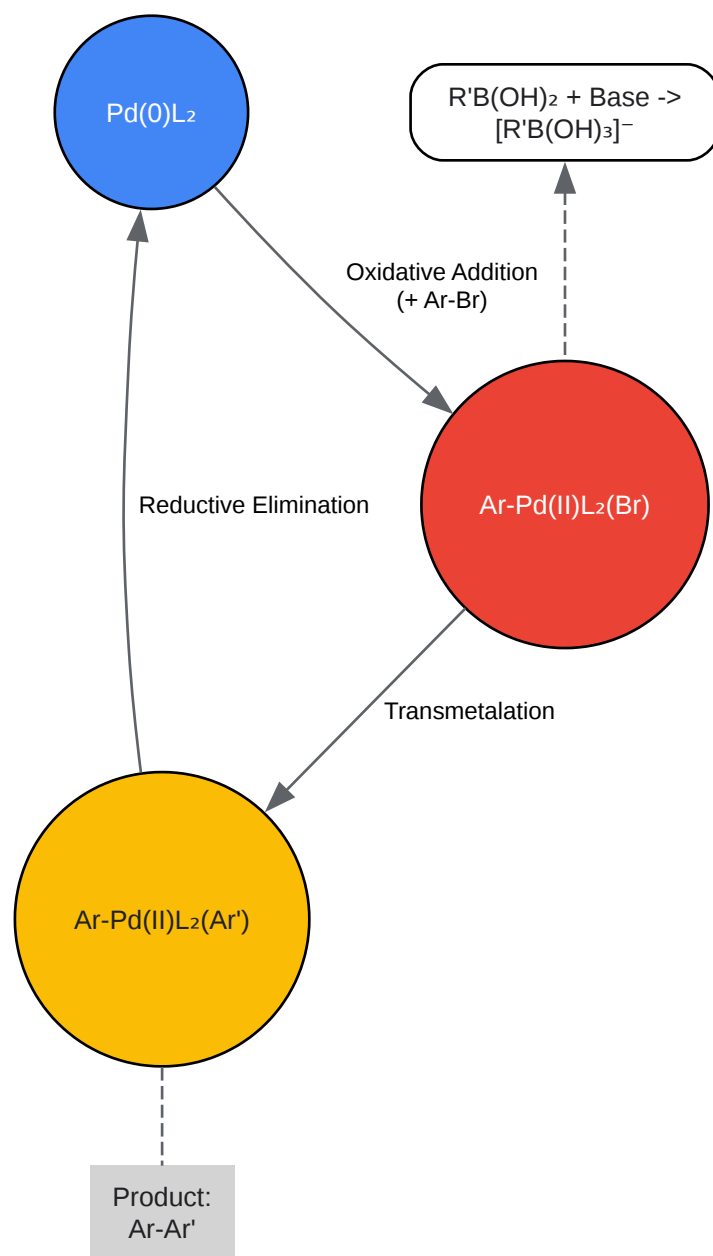 Pd(0)L₂
R'B(OH)₂ + Base ->
[R'B(OH)₃]⁻
Oxidative Addition
(+ Ar-Br)
Reductive Elimination
Ar-Pd(II)L₂(Br)
Transmetalation
Ar-Pd(II)L₂(Ar')
Product:
Ar-Ar'